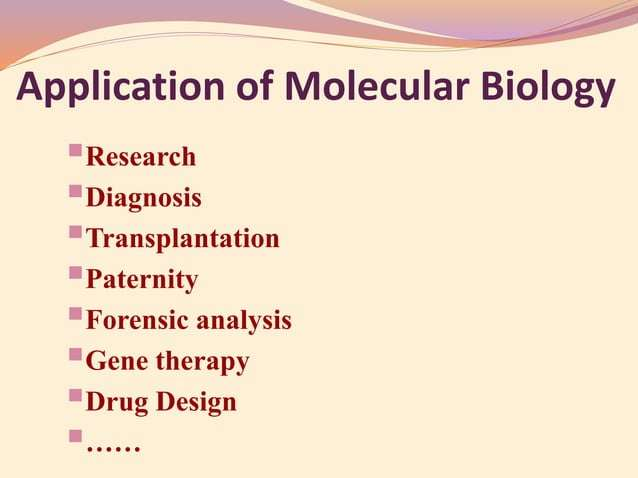 Application of Molecular Biology
Research
Diagnosis
Transplantation
Paternity
Forensic analysis
Gene therapy
Drug Design
……